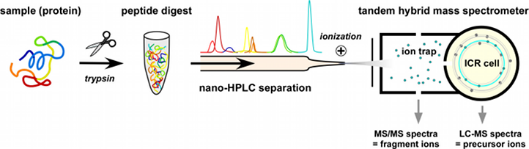 sample (protein)
trypsin
peptide digest
nano-HPLC separation
ionization
+
tandem hybrid mass spectrometer
ion trap
ICR cell
MS/MS spectra
= fragment ions
LC-MS spectra
= precursor ions